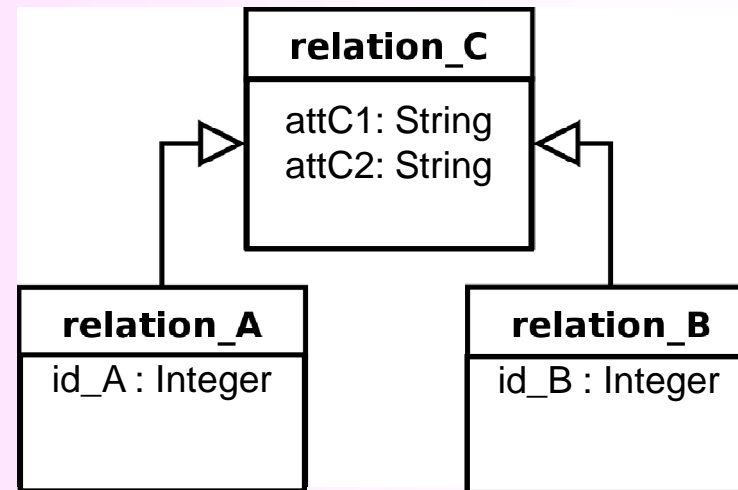 relation_C
attC1: String
attC2: String
relation_A
id_A : Integer
relation_B
id_B : Integer